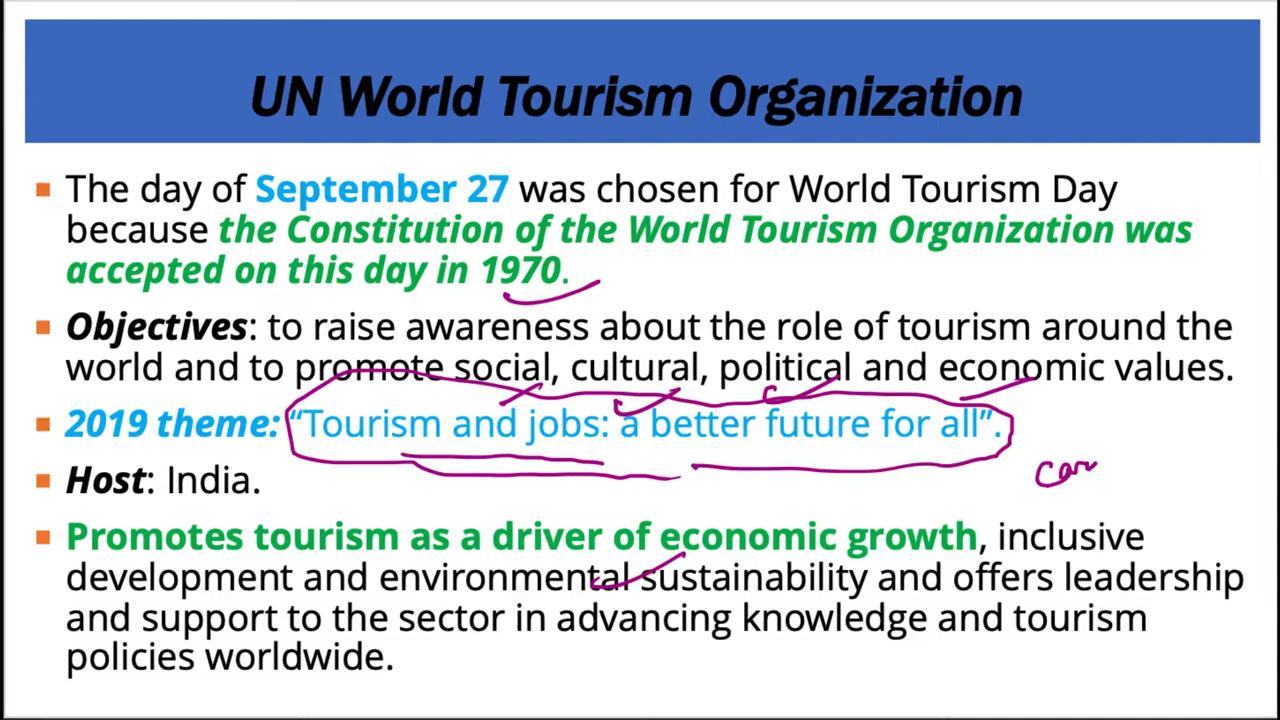 UN World Tourism Organization
The day of September 27 was chosen for World Tourism Day
because the Constitution of the World Tourism Organization was
accepted on this day in 1970.
Objectives: to raise awareness about the role of tourism around the
world and to promote social, cultural, political and economic values.
2019 theme: “Tourism and jobs: a better future for all”.
Host: India.
Promotes tourism as a driver of economic growth, inclusive
development and environmental sustainability and offers leadership
and support to the sector in advancing knowledge and tourism
policies worldwide.